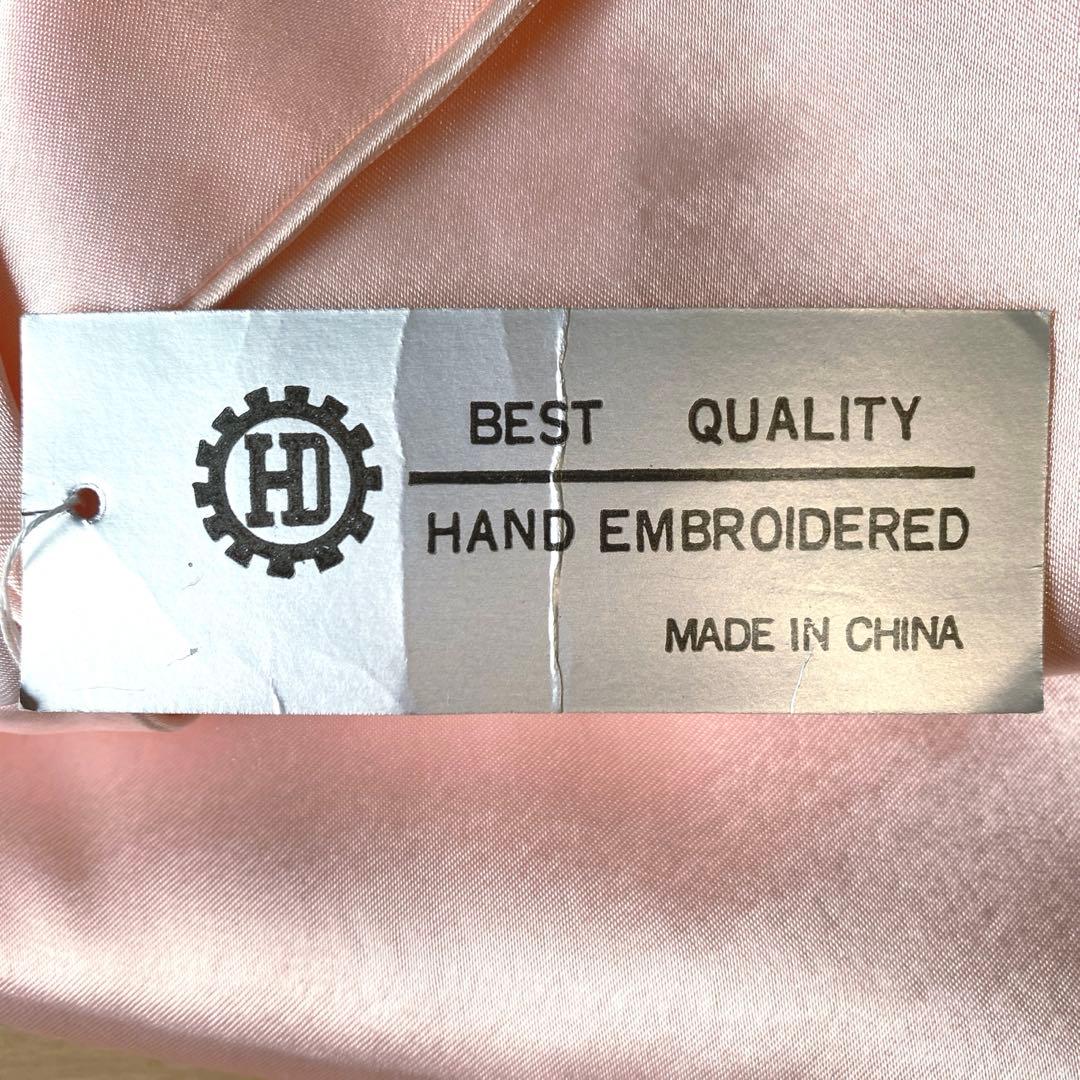 HD
BEST QUALITY
HAND EMBROIDERED
MADE IN CHINA